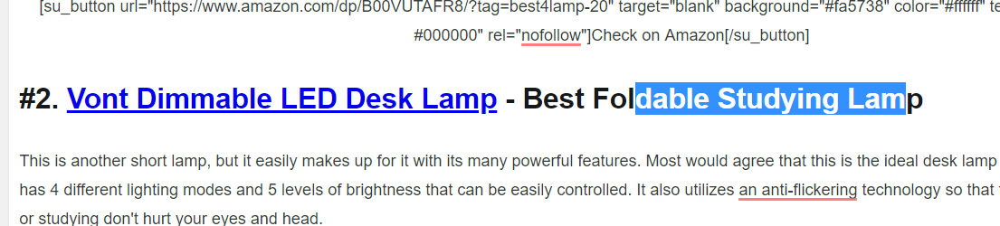 [su_button url="https://www.amazon.com/dp/B00VUTAFR8/?tag=best4lamp-20" target="blank" background="#fa5738" color="#ffffff" te
#000000" rel="nofollow"]Check on Amazon[/su_button]
#2. Vont Dimmable LED Desk Lamp - Best Foldable Studying Lamp
This is another short lamp, but it easily makes up for it with its many powerful features. Most would agree that this is the ideal desk lamp
has 4 different lighting modes and 5 levels of brightness that can be easily controlled. It also utilizes an anti-flickering technology so that
or studying don't hurt your eyes and head.